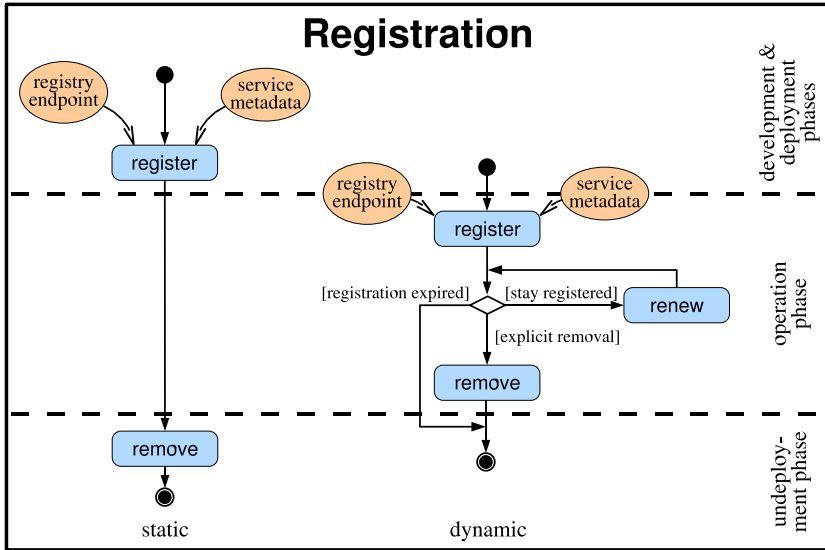 Registration
registry
endpoint
service
metadata
register
development &
deployment
phases
registry
endpoint
service
metadata
register
[registration expired]
[stay registered]
renew
[explicit removal]
remove
operation
phase
remove
undeploy-
ment phase
static
dynamic